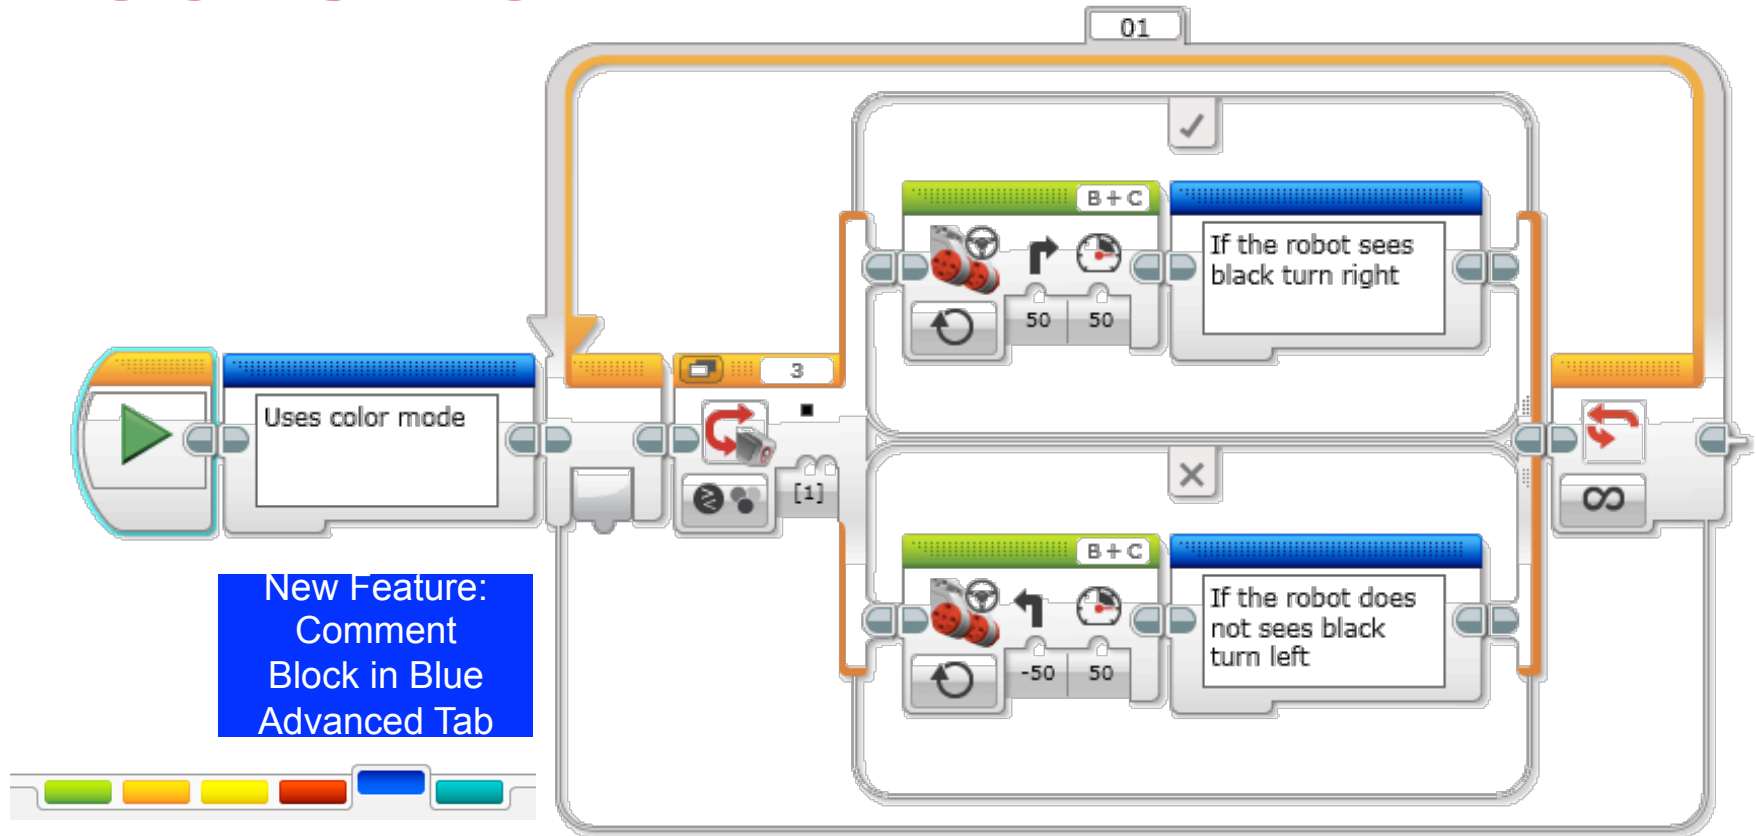 01
B + C
If the robot sees
black turn right
50
50
3
Uses color mode
[1]
B + C
If the robot does
not sees black
turn left
-50
50
New Feature:
Comment
Block in Blue
Advanced Tab